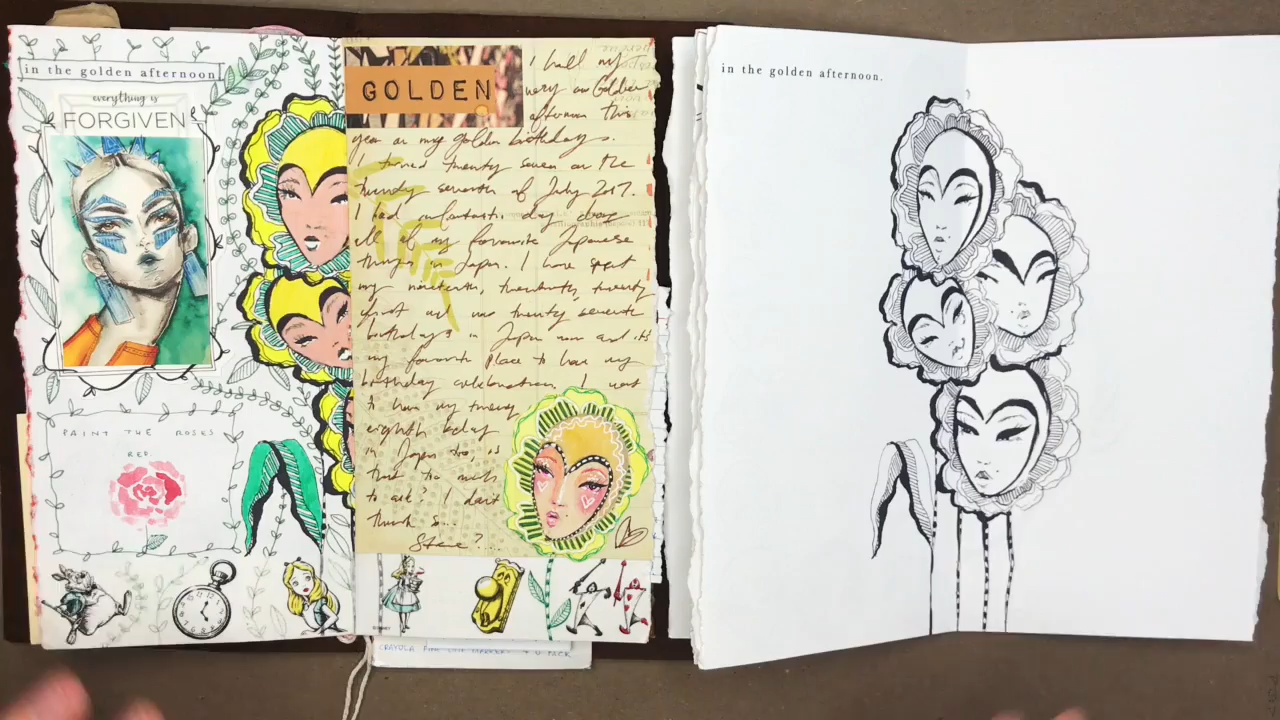 in the golden afternoon
everything is
FORGIVEN
PAINT THE ROSES
RED.
GOLDEN
I had my
very own Golden
afternoon this
year on my golden birthday.
I turned twenty seven on the
twenty seventh of July 2017.
I had a fantastic day doing
all of my favourite Japanese
things in Japan. I have spent
my nineteenth, twentieth, twenty
first and now twenty seventh
birthdays in Japan now and it's
my favourite place to have my
birthday celebration. I want
to have my twenty
eighth bday
in Japan too, is
that too much
to ask? I don't
think so...
in the golden afternoon.